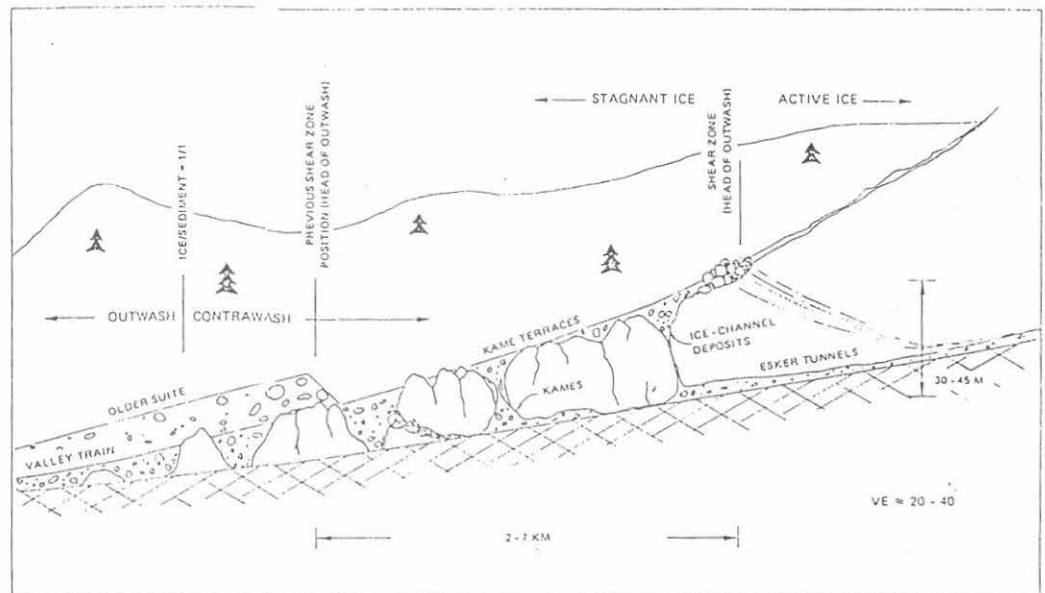 STAGNANT ICE
ACTIVE ICE
ICE/SEDIMENT = 1/1
PREVIOUS SHEAR ZONE
POSITION (HEAD OF OUTWASH)
SHEAR ZONE
(HEAD OF OUTWASH)
OUTWASH
CONTRAWASH
KAME TERRACES
ICE-CHANNEL
DEPOSITS
ESKER TUNNELS
KAMES
30 - 45 M
OLDER SUITE
VALLEY TRAIN
VE ≈ 20 - 40
2 - 7 KM